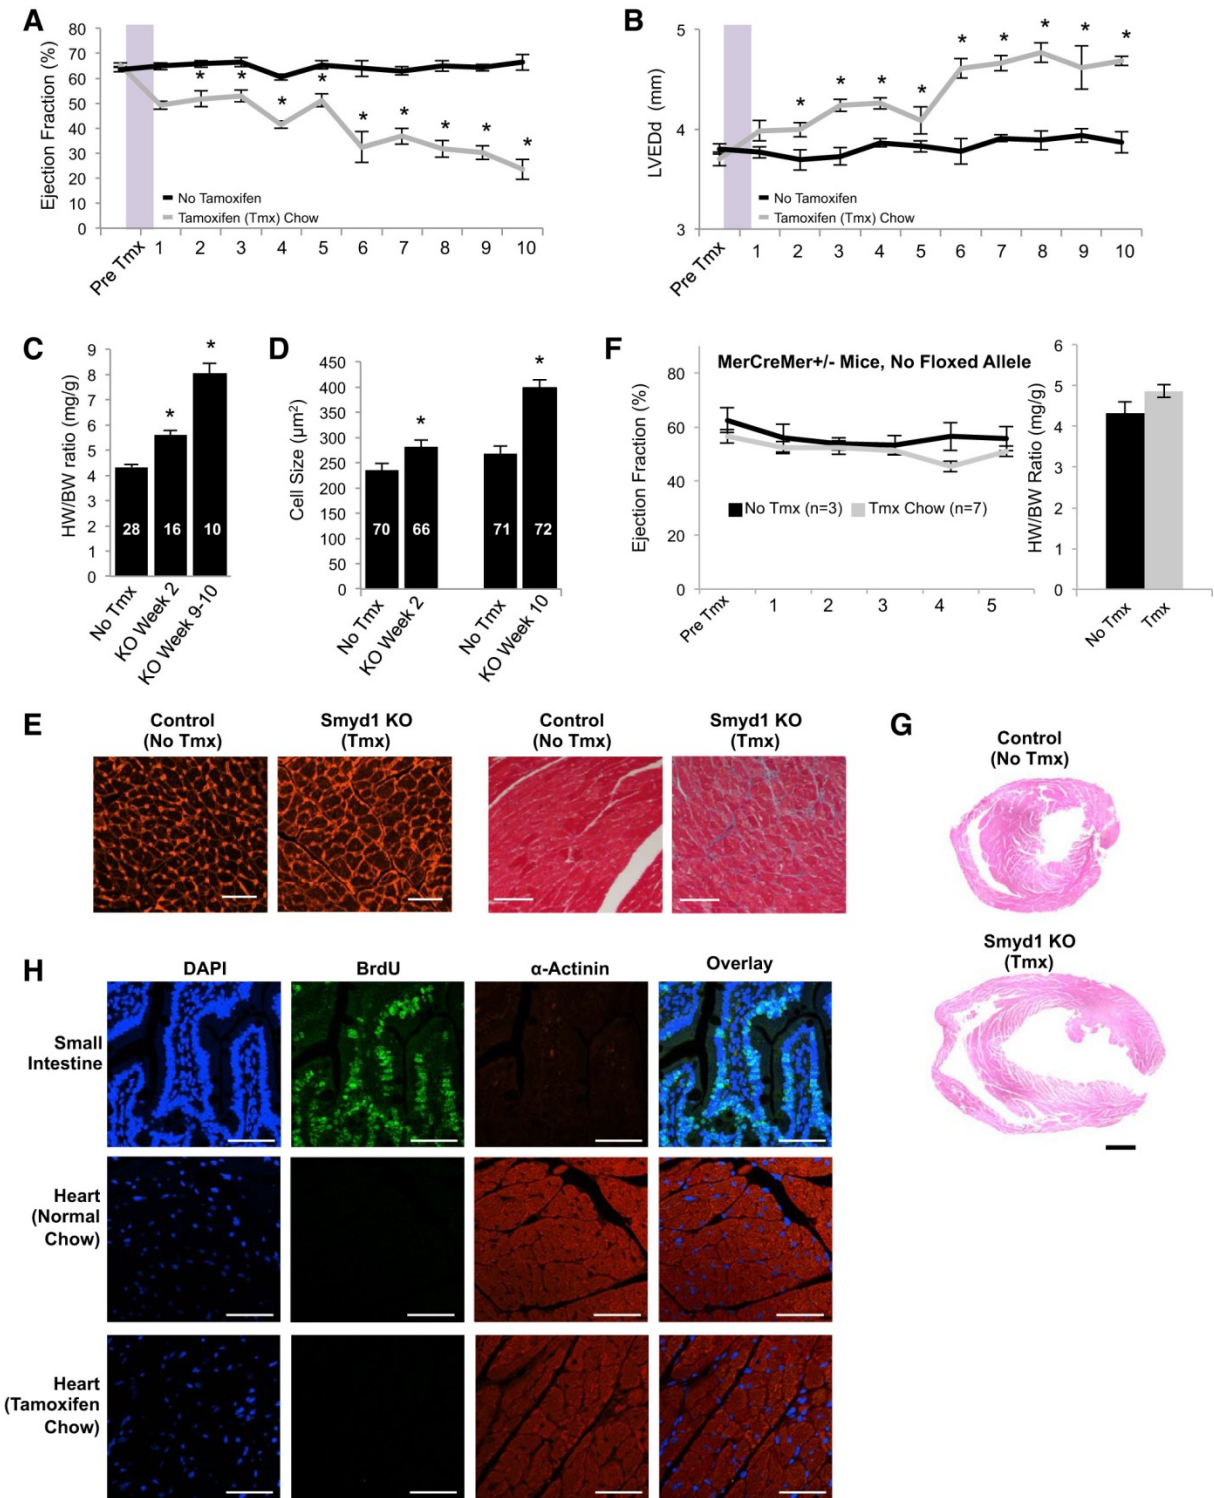 A
Ejection Fraction (%)
80
70
60
50
40
30
20
10
0
* * * * * * * * *
No Tamoxifen
Tamoxifen (Tmx) Chow
Pre Tmx 1 2 3 4 5 6 7 8 9 10
B
LVEDd (mm)
5
4
3
* * * * * * * * *
No Tamoxifen
Tamoxifen (Tmx) Chow
Pre Tmx 1 2 3 4 5 6 7 8 9 10
C
HW/BW ratio (mg/g)
9
8
7
6
5
4
3
2
1
0
* *
28 16 10
No Tmx
KO Week 2
KO Week 9-10
D
Cell Size (µm²)
450
400
350
300
250
200
150
100
50
0
* *
70 66 71 72
No Tmx
KO Week 2
No Tmx
KO Week 10
F
MerCreMer+/- Mice, No Floxed Allele
Ejection Fraction (%)
80
60
40
20
0
No Tmx (n=3) Tmx Chow (n=7)
Pre Tmx 1 2 3 4 5
HW/BW Ratio (mg/g)
6
5
4
3
2
1
0
No Tmx
Tmx
E
Control
(No Tmx)
Smyd1 KO
(Tmx)
Control
(No Tmx)
Smyd1 KO
(Tmx)
G
Control
(No Tmx)
Smyd1 KO
(Tmx)
H
DAPI BrdU α-Actinin Overlay
Small
Intestine
Heart
(Normal
Chow)
Heart
(Tamoxifen
Chow)